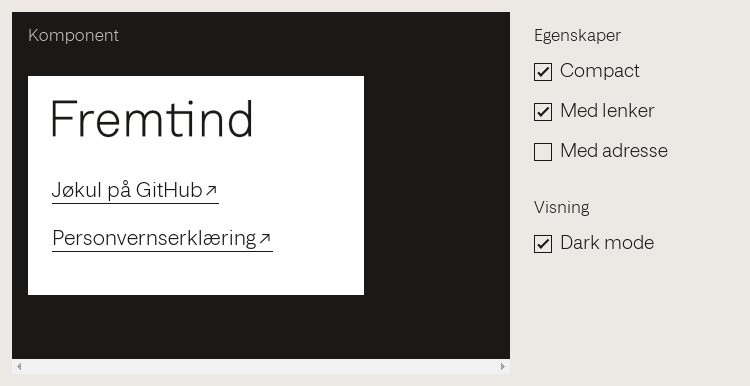 Komponent
Fremtind
Jøkul på GitHub↗
Personvernserklæring↗
Egenskaper
Compact
Med lenker
Med adresse
Visning
Dark mode